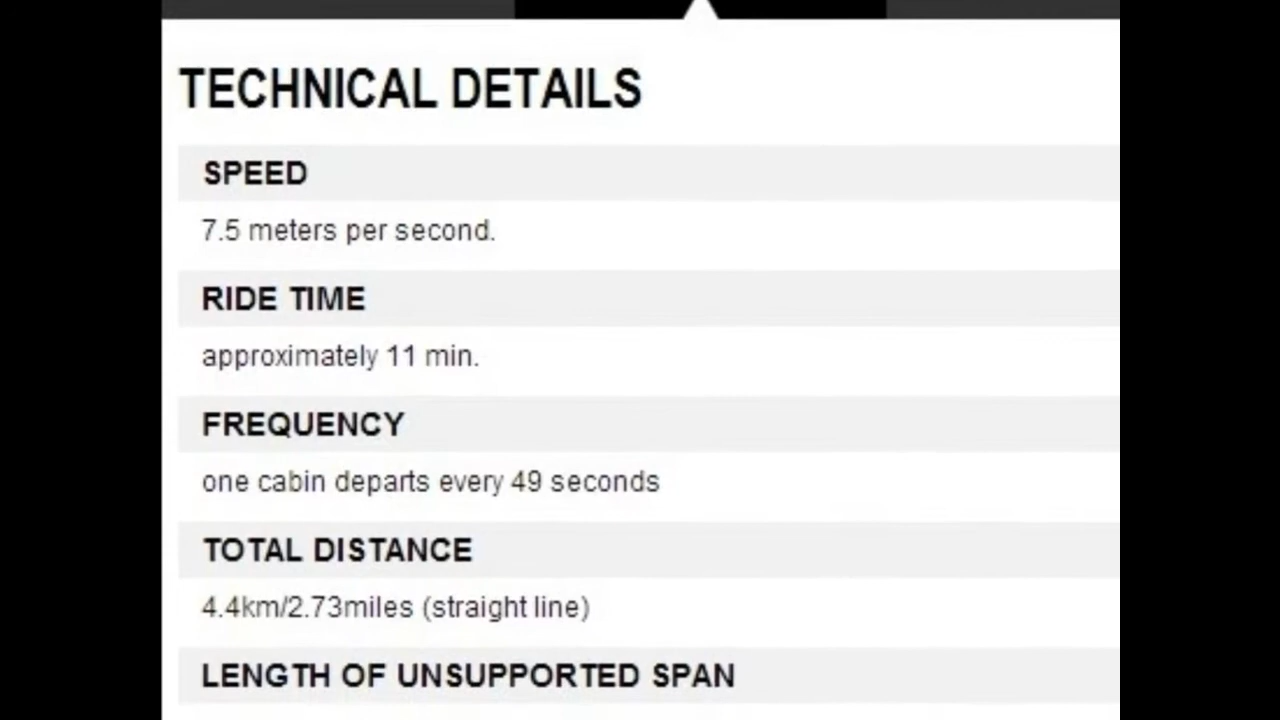 TECHNICAL DETAILS
SPEED
7.5 meters per second.
RIDE TIME
approximately 11 min.
FREQUENCY
one cabin departs every 49 seconds
TOTAL DISTANCE
4.4km/2.73miles (straight line)
LENGTH OF UNSUPPORTED SPAN